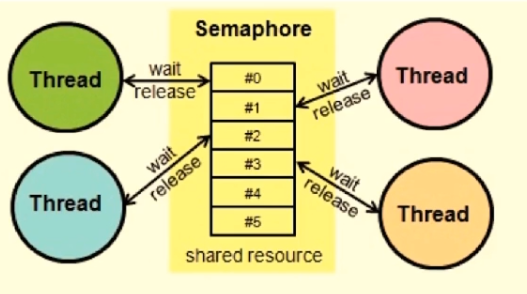 Semaphore
Thread
wait
release
#0
#1
#2
#3
#4
#5
wait
release
Thread
Thread
wait
release
wait
release
Thread
shared resource